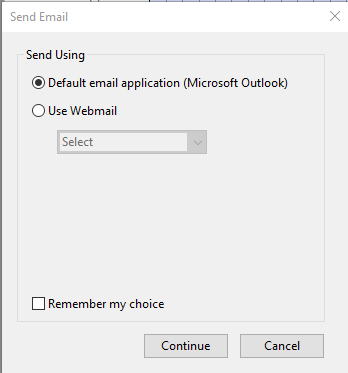 Send Email
Send Using
Default email application (Microsoft Outlook)
Use Webmail
Select
Remember my choice
Continue
Cancel